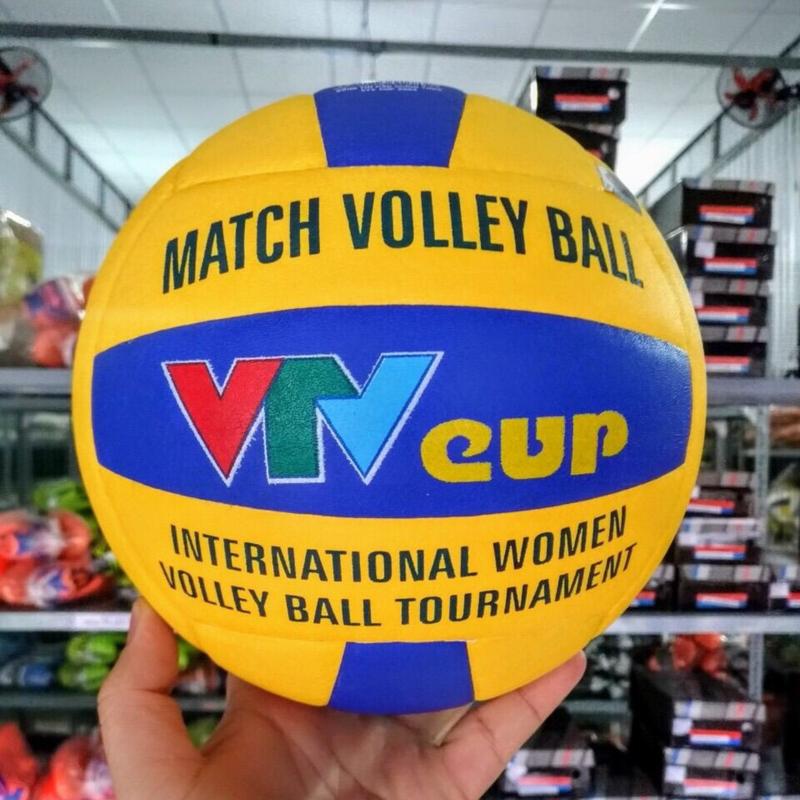 MATCH VOLLEY BALL
VTV cup
INTERNATIONAL WOMEN
VOLLEY BALL TOURNAMENT